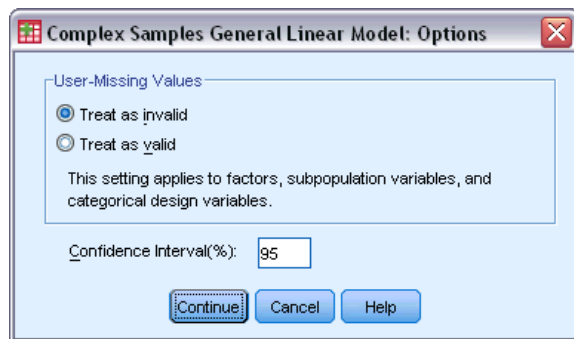 Complex Samples General Linear Model: Options
User-Missing Values
Treat as invalid
Treat as valid
This setting applies to factors, subpopulation variables, and
categorical design variables.
Confidence Interval(%): 95
Continue Cancel Help